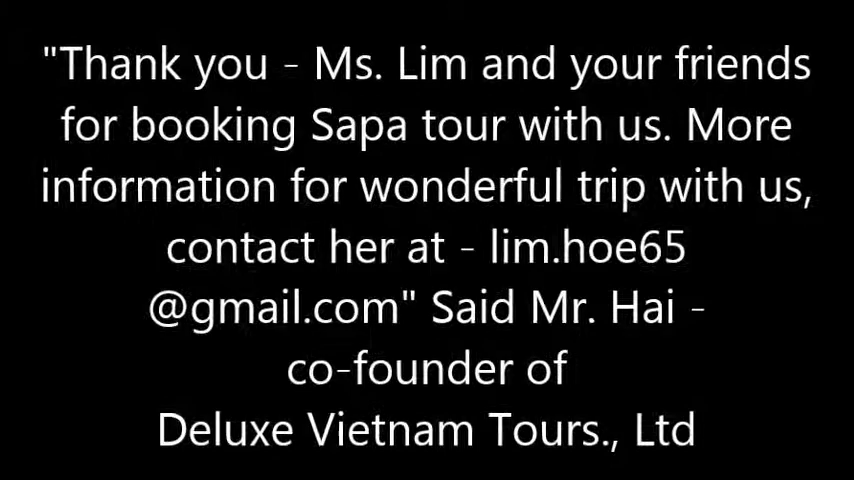 "Thank you - Ms. Lim and your friends
for booking Sapa tour with us. More
information for wonderful trip with us,
contact her at - lim.hoe65
@gmail.com" Said Mr. Hai -
co-founder of
Deluxe Vietnam Tours., Ltd